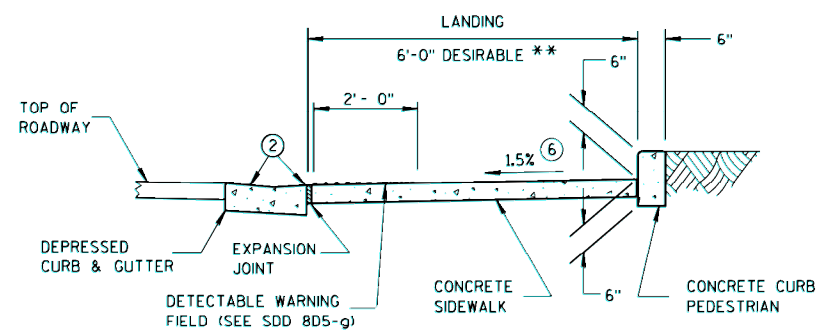 LANDING
6'-0" DESIRABLE **
6"
6"
2'- 0"
TOP OF
ROADWAY
2
1.5%
6
DEPRESSED
CURB & GUTTER
EXPANSION
JOINT
DETECTABLE WARNING
FIELD (SEE SDD 8D5-g)
CONCRETE
SIDEWALK
6"
CONCRETE CURB
PEDESTRIAN